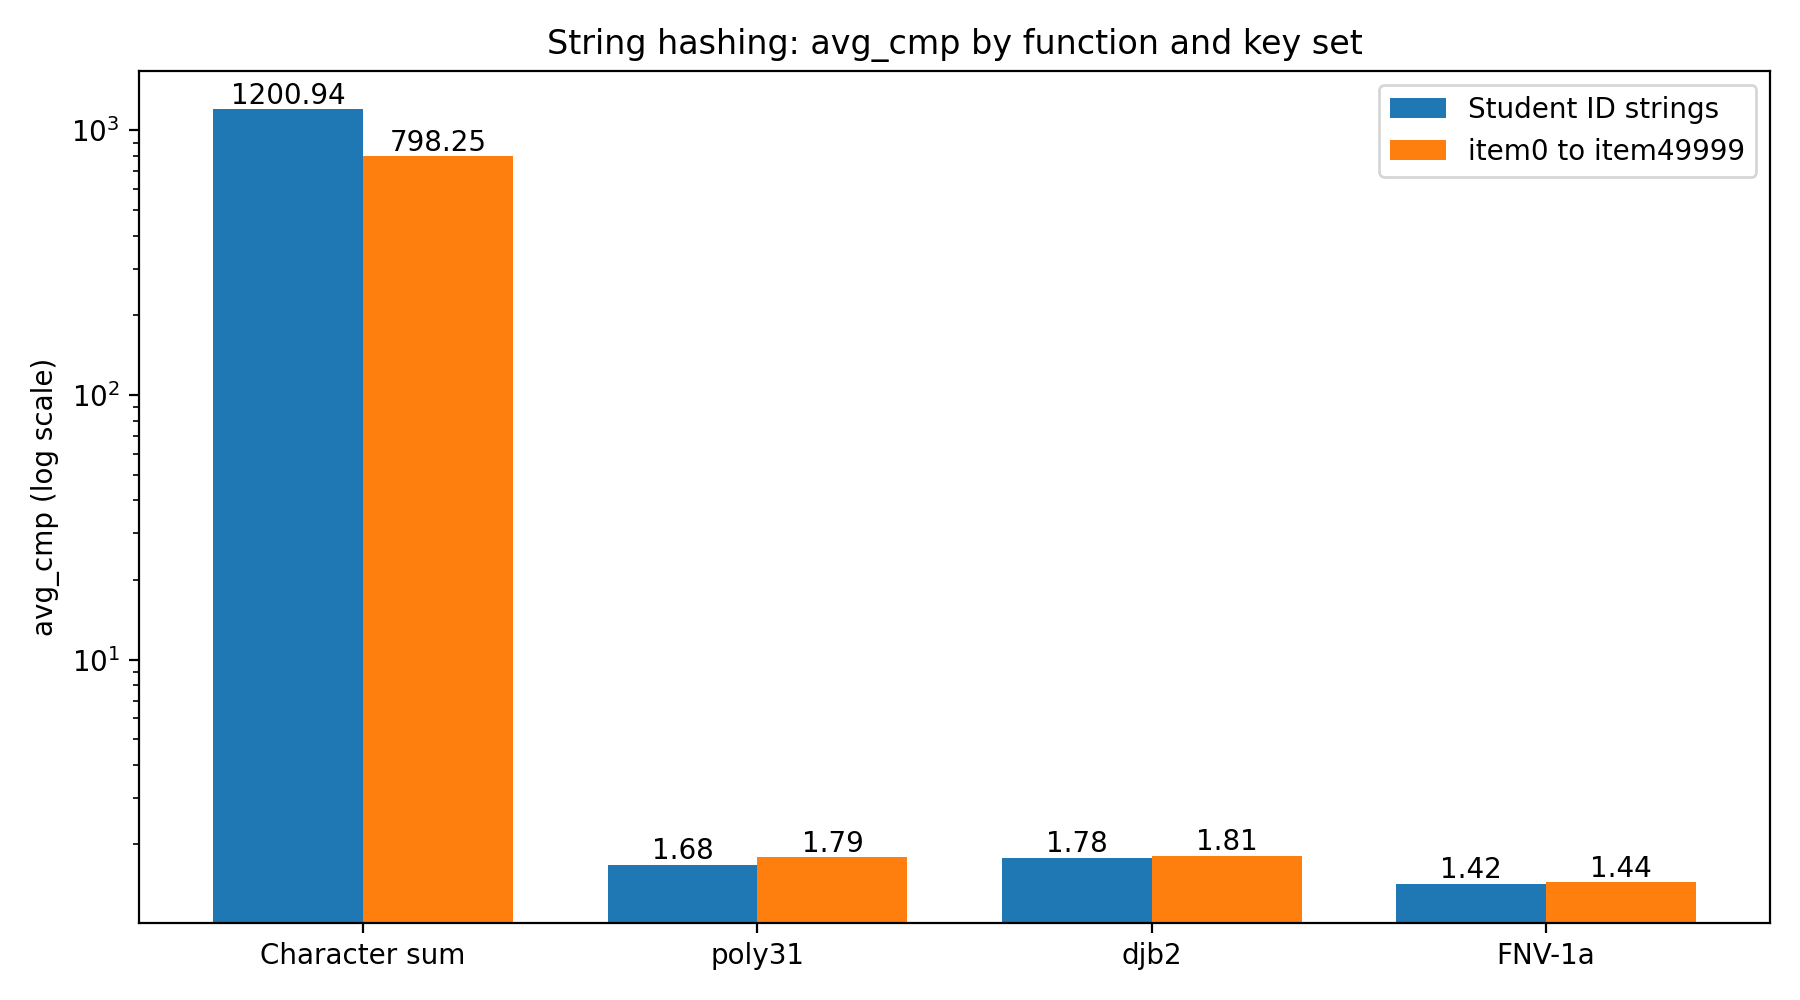 String hashing: avg_cmp by function and key set
1200.94
798.25
Student ID strings
item0 to item49999
10³
10²
10¹
avg_cmp (log scale)
1.68
1.79
1.78
1.81
1.42
1.44
Character sum
poly31
djb2
FNV-1a